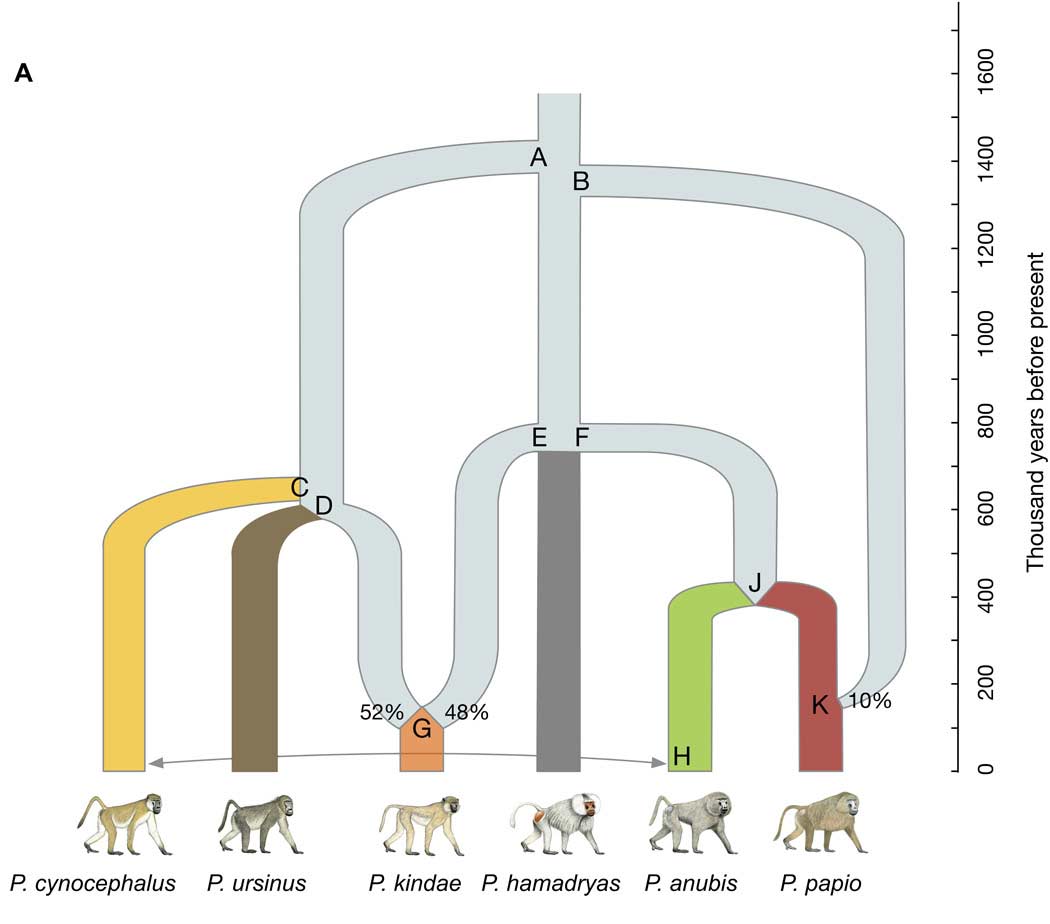 A
1600
1400
1200
1000
800
600
400
200
0
Thousand years before present
A
B
C
D
E F
J
52% G 48%
K 10%
H
P. cynocephalus P. ursinus P. kindae P. hamadryas P. anubis P. papio